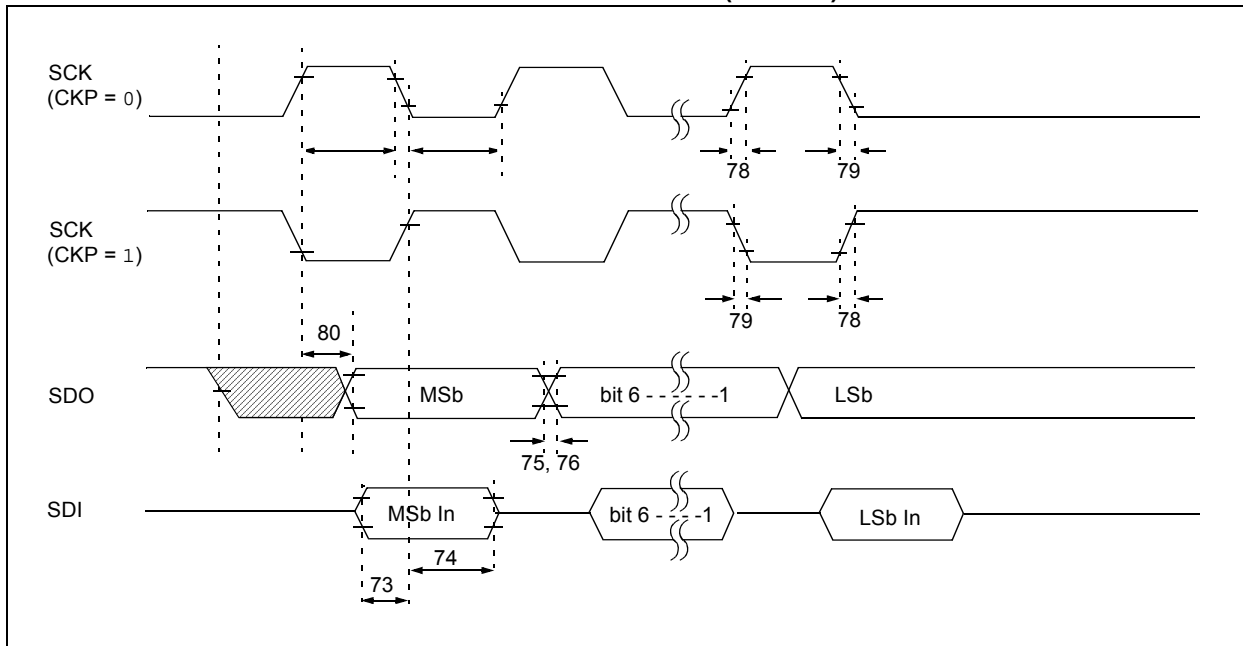 SCK
(CKP = 0)
78
79
SCK
(CKP = 1)
79
78
80
SDO
MSb
bit 6 - - - - - -1
LSb
75, 76
SDI
MSb In
bit 6 - - - - -1
LSb In
74
73